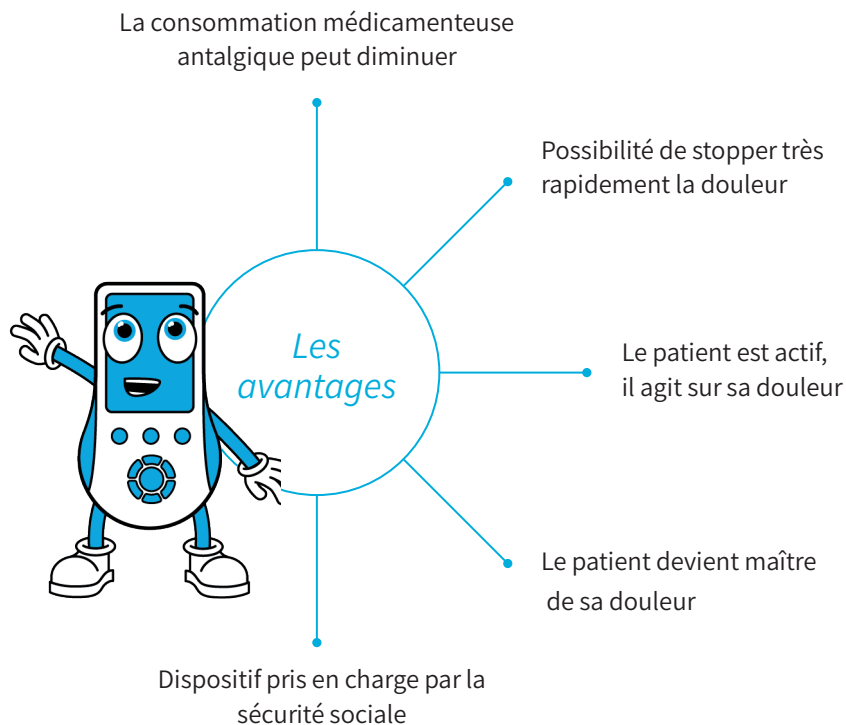 La consommation médicamenteuse
antalgique peut diminuer
Possibilité de stopper très
rapidement la douleur
Les
avantages
Le patient est actif,
il agit sur sa douleur
Le patient devient maître
de sa douleur
Dispositif pris en charge par la
sécurité sociale